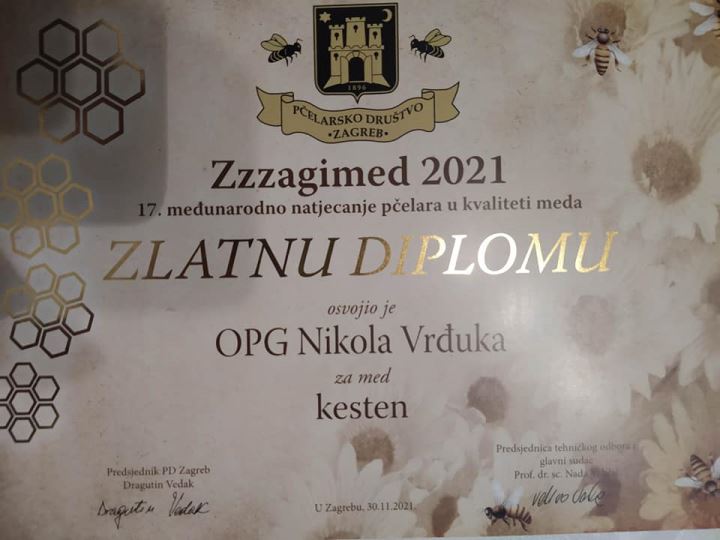 1896
PČELARSKO DRUŠTVO
•ZAGREB•
Zzzagimed 2021
17. međunarodno natjecanje pčelara u kvaliteti meda
ZLATNU DIPLOMU
osvojio je
OPG Nikola Vrđuka
za med
kesten
Predsjednik PD Zagreb
Dragutin Vedak
Dragutin Vedak
U Zagrebu, 30.11.2021.
Predsjednica tehničkog odbora i
glavni sudac
Prof. dr. sc. Nada